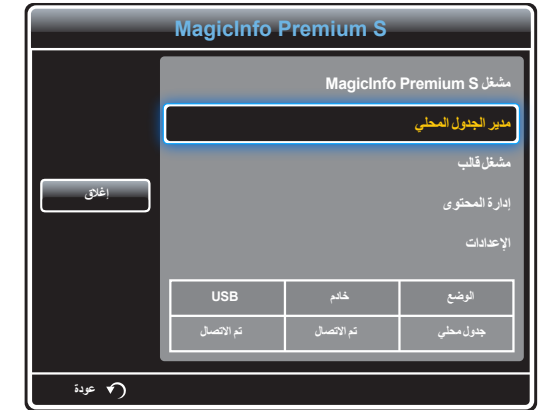 MagicInfo Premium S
مشغل MagicInfo Premium S
مدير الجدول المحلي
مشغل قالب
إدارة المحتوى
الإعدادات
إغلاق
الوضع خادم USB
جدول محلي تم الاتصال تم الاتصال
عودة